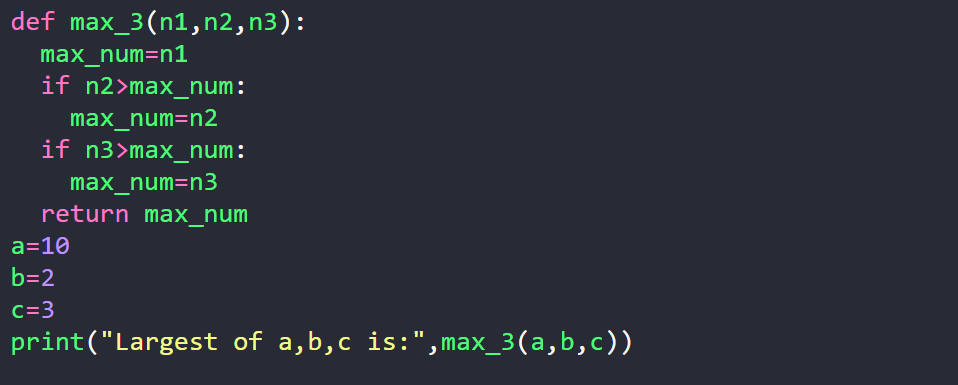 def max_3(n1,n2,n3):
  max_num=n1
  if n2>max_num:
    max_num=n2
  if n3>max_num:
    max_num=n3
  return max_num
a=10
b=2
c=3
print("Largest of a,b,c is:",max_3(a,b,c))